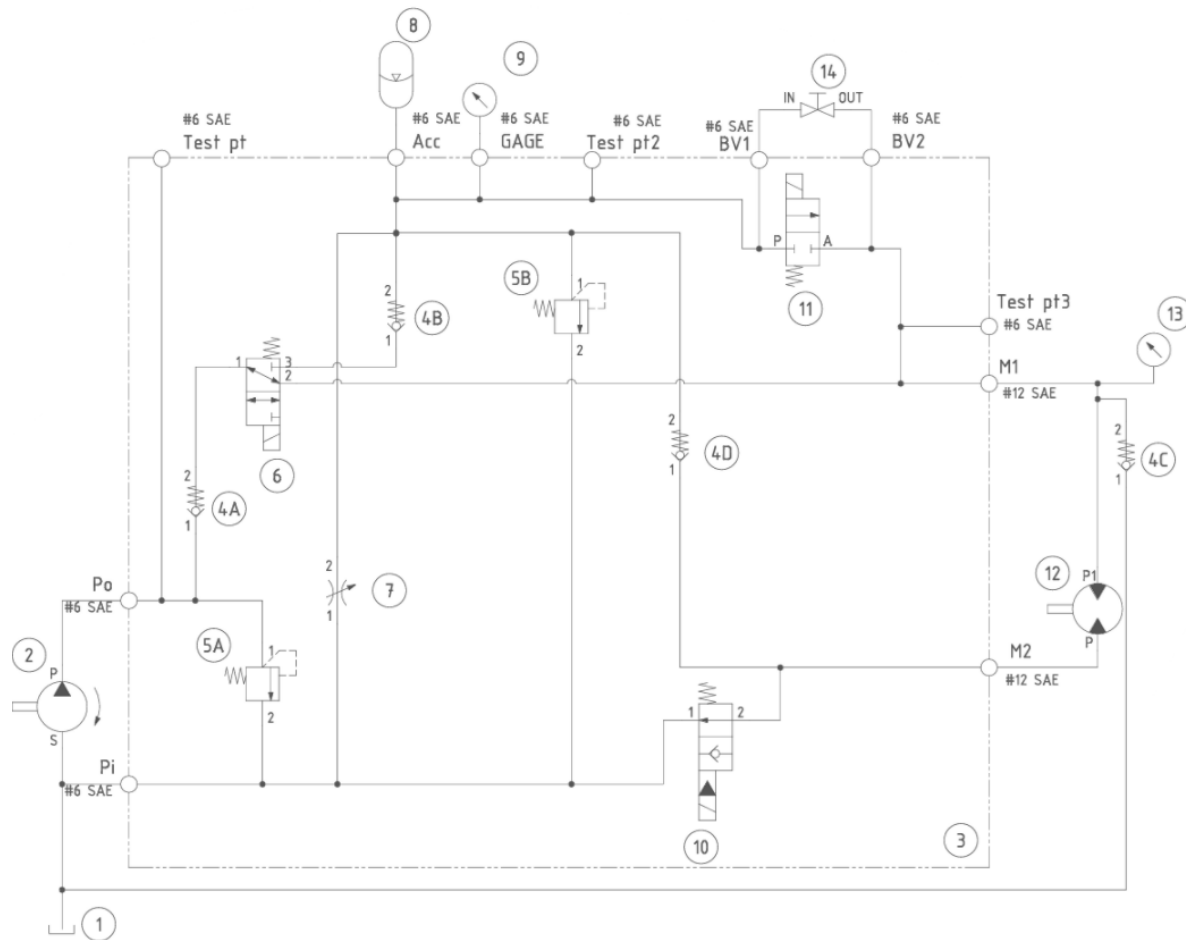 8
9
14
IN OUT
#6 SAE
Test pt
#6 SAE
Acc
#6 SAE
GAGE
#6 SAE
Test pt2
#6 SAE
BV1
#6 SAE
BV2
P A
11
5B
1
2
2
4B
1
Test pt3
#6 SAE
13
M1
#12 SAE
1 3
2
6
2
4A
1
2
4D
1
2
4C
1
2
7
1
Po
#6 SAE
12
P1
P
5A
1
2
2
P
S
M2
#12 SAE
1 2
10
Pi
#6 SAE
3
1